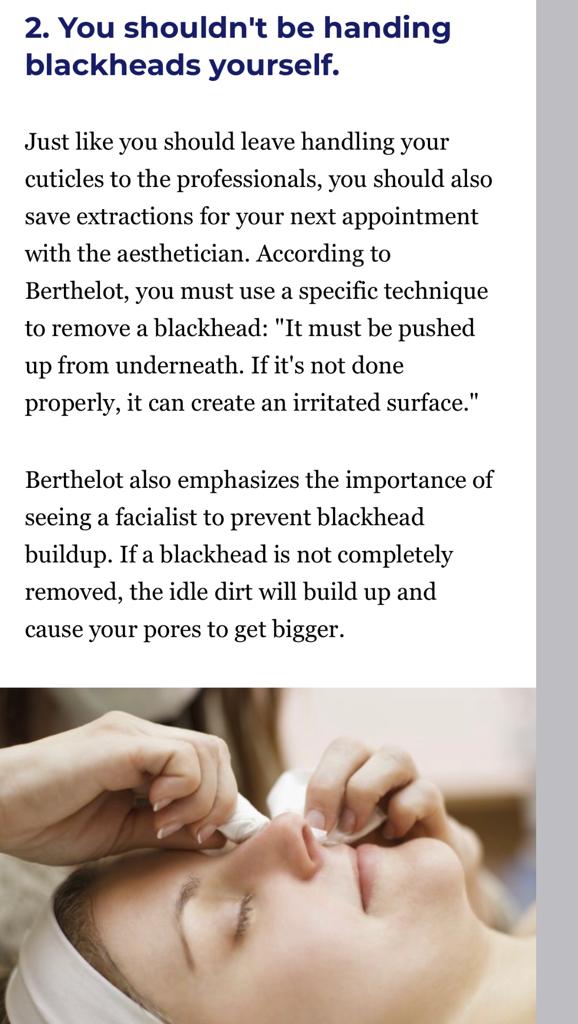 2. You shouldn't be handing
blackheads yourself.
Just like you should leave handling your
cuticles to the professionals, you should also
save extractions for your next appointment
with the aesthetician. According to
Berthelot, you must use a specific technique
to remove a blackhead: "It must be pushed
up from underneath. If it's not done
properly, it can create an irritated surface."
Berthelot also emphasizes the importance of
seeing a facialist to prevent blackhead
buildup. If a blackhead is not completely
removed, the idle dirt will build up and
cause your pores to get bigger.